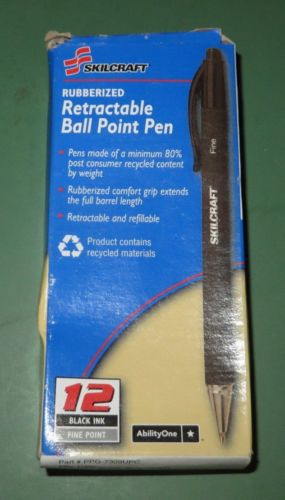 SKILCRAFT
RUBBERIZED
Retractable
Ball Point Pen
• Pens made of a minimum 80%
post consumer recycled content
by weight
• Rubberized comfort grip extends
the full barrel length
• Retractable and refillable
Product contains
recycled materials
Fine
SKILCRAFT
12
BLACK INK
FINE POINT
AbilityOne